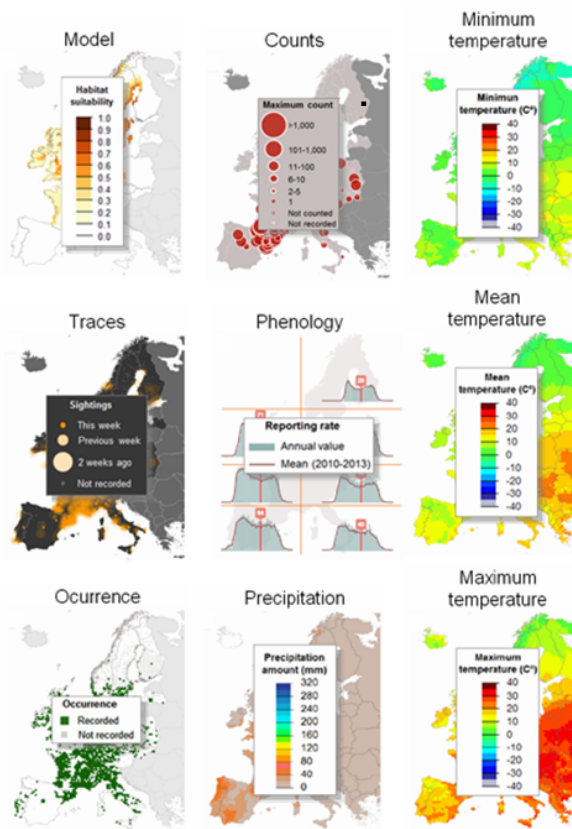 Model
Habitat
suitability
1.0
0.9
0.8
0.7
0.6
0.5
0.4
0.3
0.2
0.1
0.0
Counts
Maximum count
>1,000
101-1,000
11-100
6-10
2-5
1
Not counted
Not recorded
Minimum
temperature
Minimun
temperature (Cº)
40
30
20
10
0
-10
-20
-30
-40
Traces
Sightings
This week
Previous week
2 weeks ago
Not recorded
Phenology
Reporting rate
Annual value
Mean (2010-2013)
Mean
temperature
Mean
temperature (Cº)
40
30
20
10
0
-10
-20
-30
-40
Ocurrence
Occurrence
Recorded
Not recorded
Precipitation
Precipitation
amount (mm)
320
280
240
200
160
120
80
40
0
Maximum
temperature
Maximum
temperature (Cº)
40
30
20
10
0
-10
-20
-30
-40